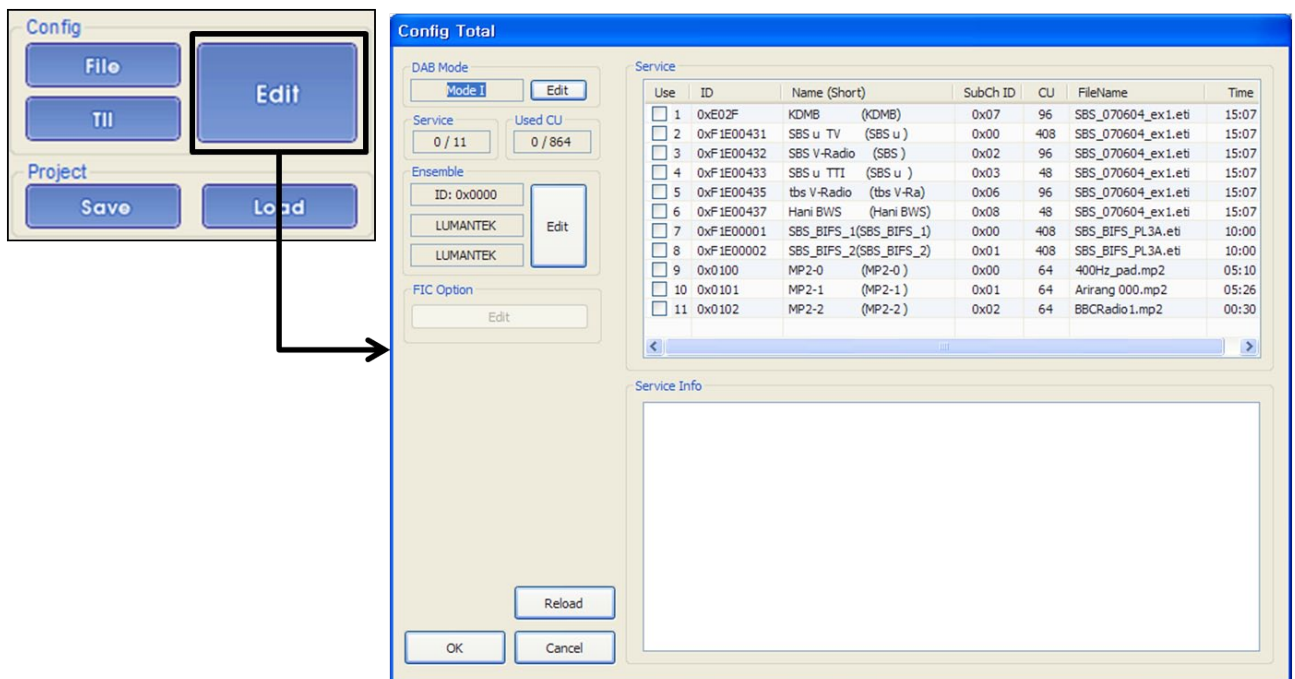 Config
File
TII
Edit
Project
Save
Load
Config Total
DAB Mode
Mode I
Edit
Service
0 / 11
Used CU
0 / 864
Ensemble
ID: 0x0000
LUMANTEK
LUMANTEK
Edit
FIC Option
Edit
Reload
OK
Cancel
Service
Use ID Name (Short) SubCh ID CU FileName Time
1 0xE02F KDMB (KDMB) 0x07 96 SBS_070604_ex1.eti 15:07
2 0xF1E00431 SBS u TV (SBS u ) 0x00 408 SBS_070604_ex1.eti 15:07
3 0xF1E00432 SBS V-Radio (SBS ) 0x02 96 SBS_070604_ex1.eti 15:07
4 0xF1E00433 SBS u TTI (SBS u ) 0x03 48 SBS_070604_ex1.eti 15:07
5 0xF1E00435 tbs V-Radio (tbs V-Ra) 0x06 96 SBS_070604_ex1.eti 15:07
6 0xF1E00437 Hani BWS (Hani BWS) 0x08 48 SBS_070604_ex1.eti 15:07
7 0xF1E00001 SBS_BIFS_1(SBS_BIFS_1) 0x00 408 SBS_BIFS_PL3A.eti 10:00
8 0xF1E00002 SBS_BIFS_2(SBS_BIFS_2) 0x01 408 SBS_BIFS_PL3A.eti 10:00
9 0x0100 MP2-0 (MP2-0 ) 0x00 64 400Hz_pad.mp2 05:10
10 0x0101 MP2-1 (MP2-1 ) 0x01 64 Arirang 000.mp2 05:26
11 0x0102 MP2-2 (MP2-2 ) 0x02 64 BBCRadio1.mp2 00:30
Service Info